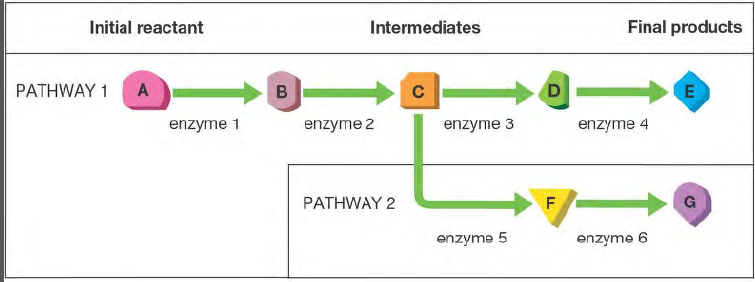 Initial reactant Intermediates Final products
PATHWAY 1 A B C D E
enzyme 1 enzyme 2 enzyme 3 enzyme 4
PATHWAY 2 F G
enzyme 5 enzyme 6